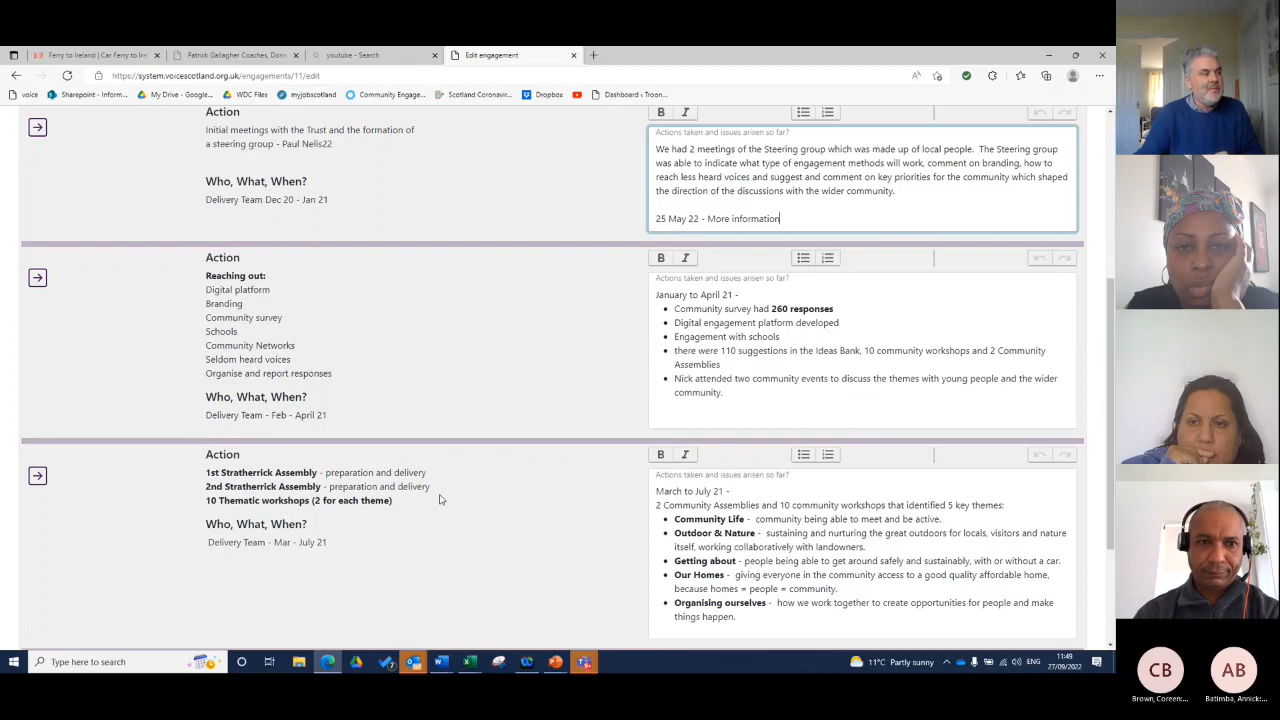 Ferry to Ireland | Car Ferry to Ire
Patrick Gallagher Coaches, Done
youtube - Search
Edit engagement
https://system.voicescotland.org.uk/engagements/11/edit
voice
Sharepoint - Inform...
My Drive - Google...
WDC Files
myjobscotland
Community Engage...
Scotland Coronavir...
Dropbox
Dashboard ‹ Troon...
Action
Initial meetings with the Trust and the formation of
a steering group - Paul Nelis22
Who, What, When?
Delivery Team Dec 20 - Jan 21
B I
Actions taken and issues arisen so far?
We had 2 meetings of the Steering group which was made up of local people. The Steering group
was able to indicate what type of engagement methods will work, comment on branding, how to
reach less heard voices and suggest and comment on key priorities for the community which shaped
the direction of the discussions with the wider community.
25 May 22 - More information
Action
Reaching out:
Digital platform
Branding
Community survey
Schools
Community Networks
Seldom heard voices
Organise and report responses
Who, What, When?
Delivery Team - Feb - April 21
B I
Actions taken and issues arisen so far?
January to April 21 -
• Community survey had 260 responses
• Digital engagement platform developed
• Engagement with schools
• there were 110 suggestions in the Ideas Bank, 10 community workshops and 2 Community
Assemblies
• Nick attended two community events to discuss the themes with young people and the wider
community.
Action
1st Stratherrick Assembly - preparation and delivery
2nd Stratherrick Assembly - preparation and delivery
10 Thematic workshops (2 for each theme)
Who, What, When?
Delivery Team - Mar - July 21
B I
Actions taken and issues arisen so far?
March to July 21 -
2 Community Assemblies and 10 community workshops that identified 5 key themes:
• Community Life - community being able to meet and be active.
• Outdoor & Nature - sustaining and nurturing the great outdoors for locals, visitors and nature
itself, working collaboratively with landowners.
• Getting about - people being able to get around safely and sustainably, with or without a car.
• Our Homes - giving everyone in the community access to a good quality affordable home,
because homes = people = community.
• Organising ourselves - how we work together to create opportunities for people and make
things happen.
Type here to search
11°C Partly sunny
ENG
11:49
27/09/2022
CB
Brown, Coreen:...
AB
Batimba, Annick:...